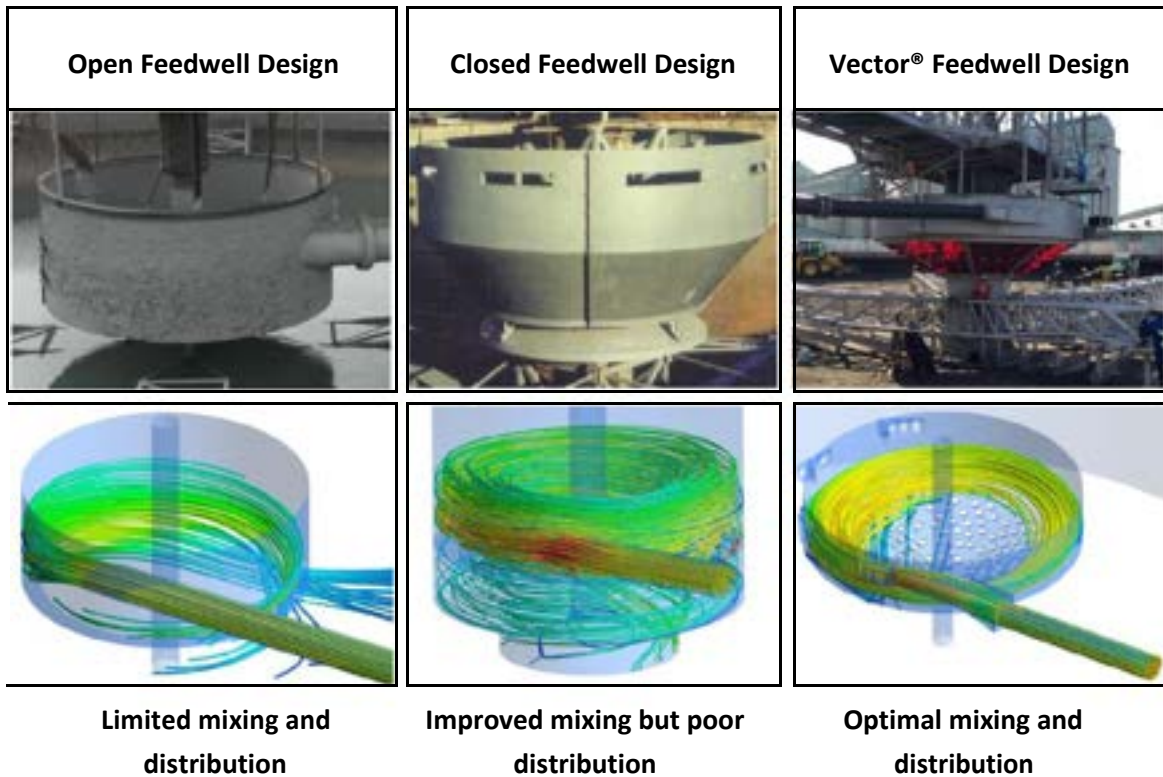 Open Feedwell Design
Closed Feedwell Design
Vector® Feedwell Design
Limited mixing and
distribution
Improved mixing but poor
distribution
Optimal mixing and
distribution